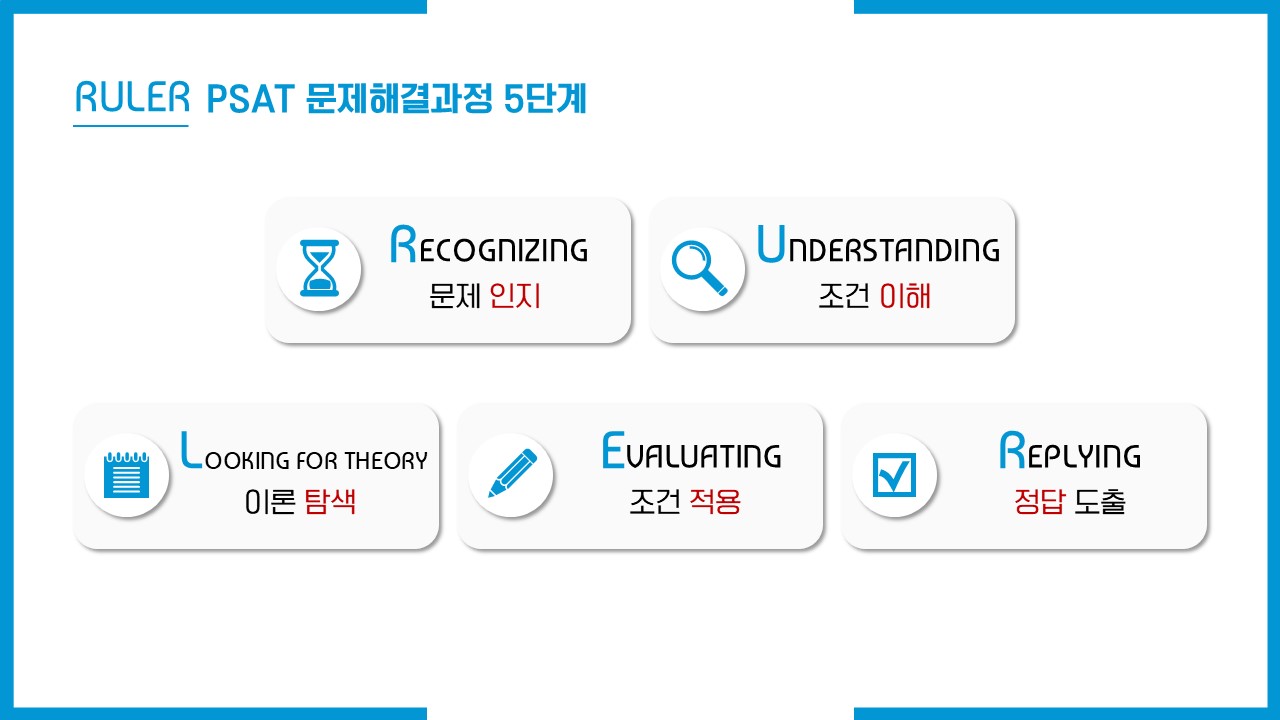 RULER PSAT 문제해결과정 5단계
RECOGNIZING
문제 인지
UNDERSTANDING
조건 이해
LOOKING FOR THEORY
이론 탐색
EVALUATING
조건 적용
REPLYING
정답 도출